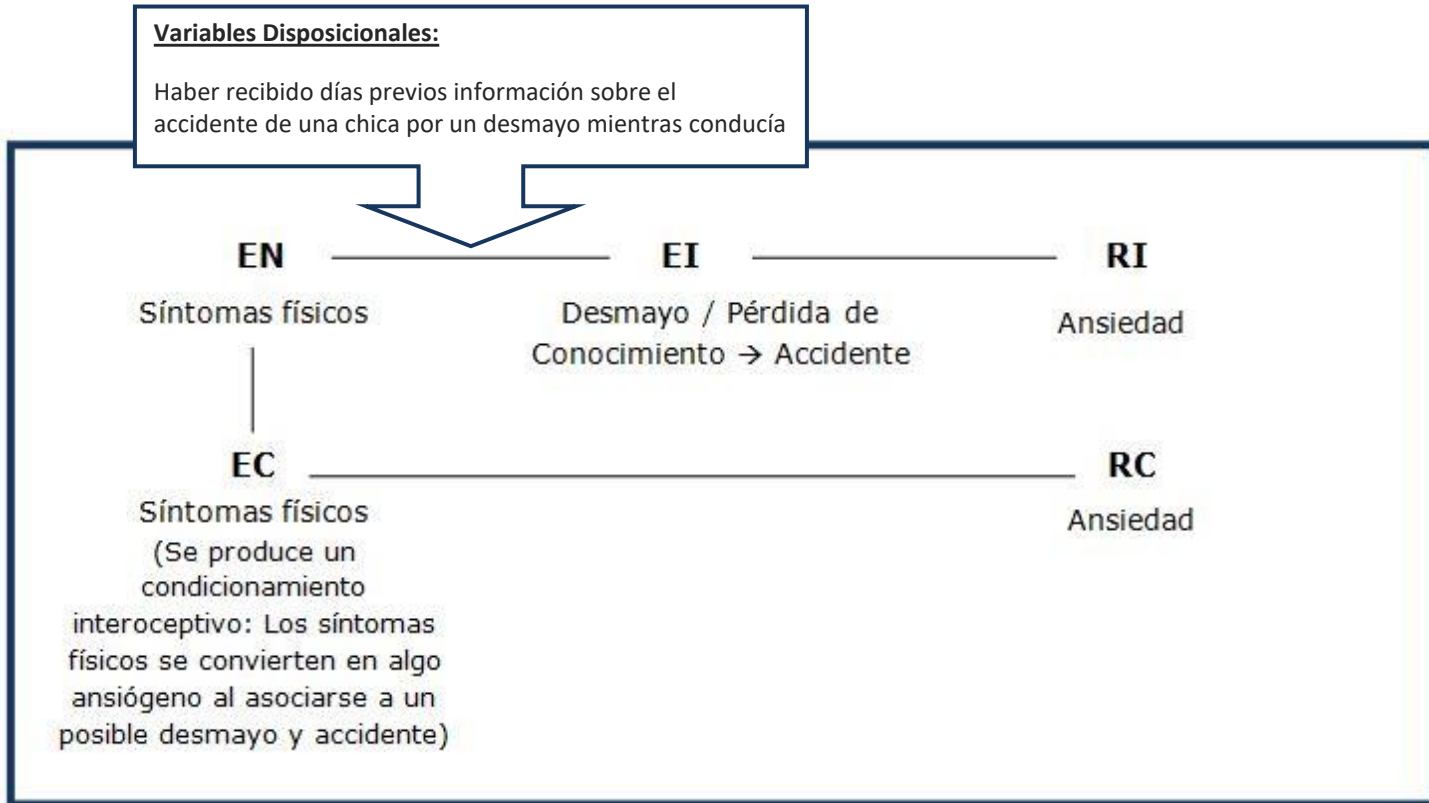 Variables Disposicionales:
Haber recibido días previos información sobre el
accidente de una chica por un desmayo mientras conducía
EN EI RI
Síntomas físicos
Desmayo / Pérdida de
Conocimiento → Accidente
Ansiedad
EC RC
Síntomas físicos
(Se produce un
condicionamiento
interoceptivo: Los síntomas
físicos se convierten en algo
ansiógeno al asociarse a un
posible desmayo y accidente)
Ansiedad